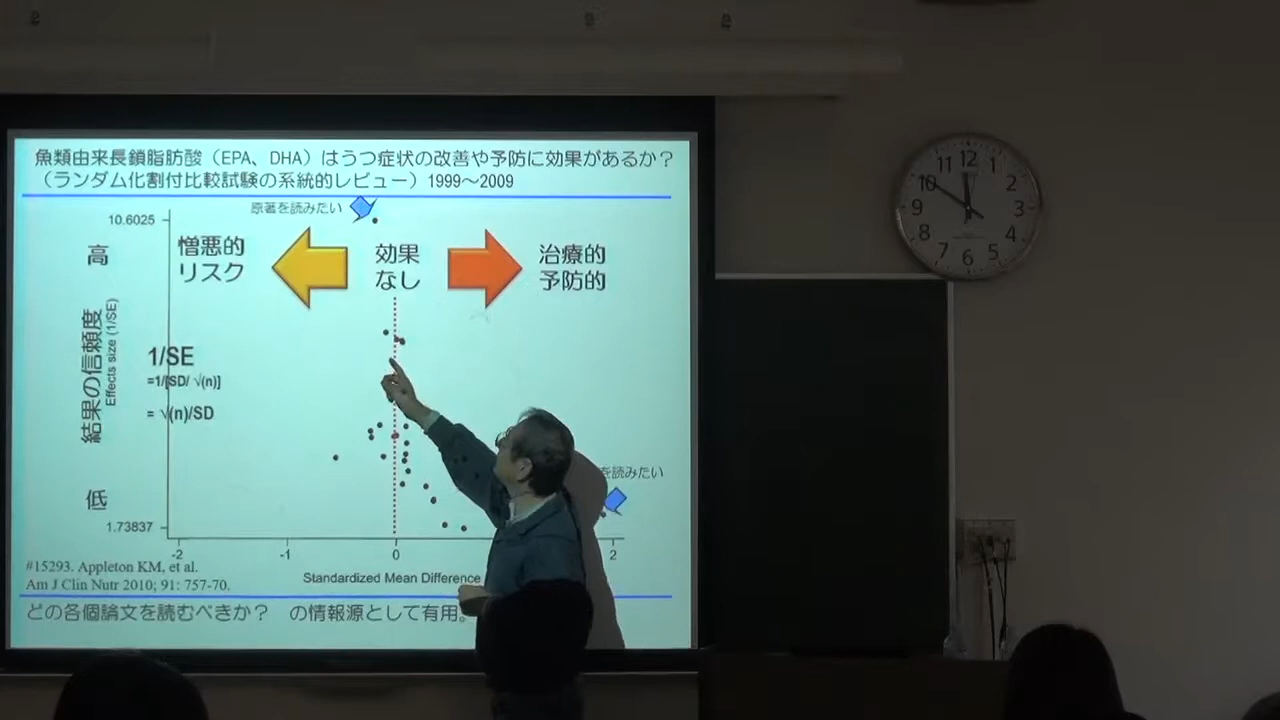 魚類由来長鎖脂肪酸（EPA、DHA）はうつ症状の改善や予防に効果があるか？
（ランダム化割付比較試験の系統的レビュー）1999～2009
原著を読みたい
10.6025
高
憎悪的
リスク
効果
なし
治療的
予防的
結果の信頼度
Effects size (1/SE)
1/SE
=1/[SD/ √(n)]
= √(n)/SD
を読みたい
低
1.73837
-2
-1
0
2
Standardized Mean Difference
#15293. Appleton KM, et al.
Am J Clin Nutr 2010; 91: 757-70.
どの各個論文を読むべきか？ の情報源として有用。
12
1
2
3
4
5
6
7
8
9
10
11